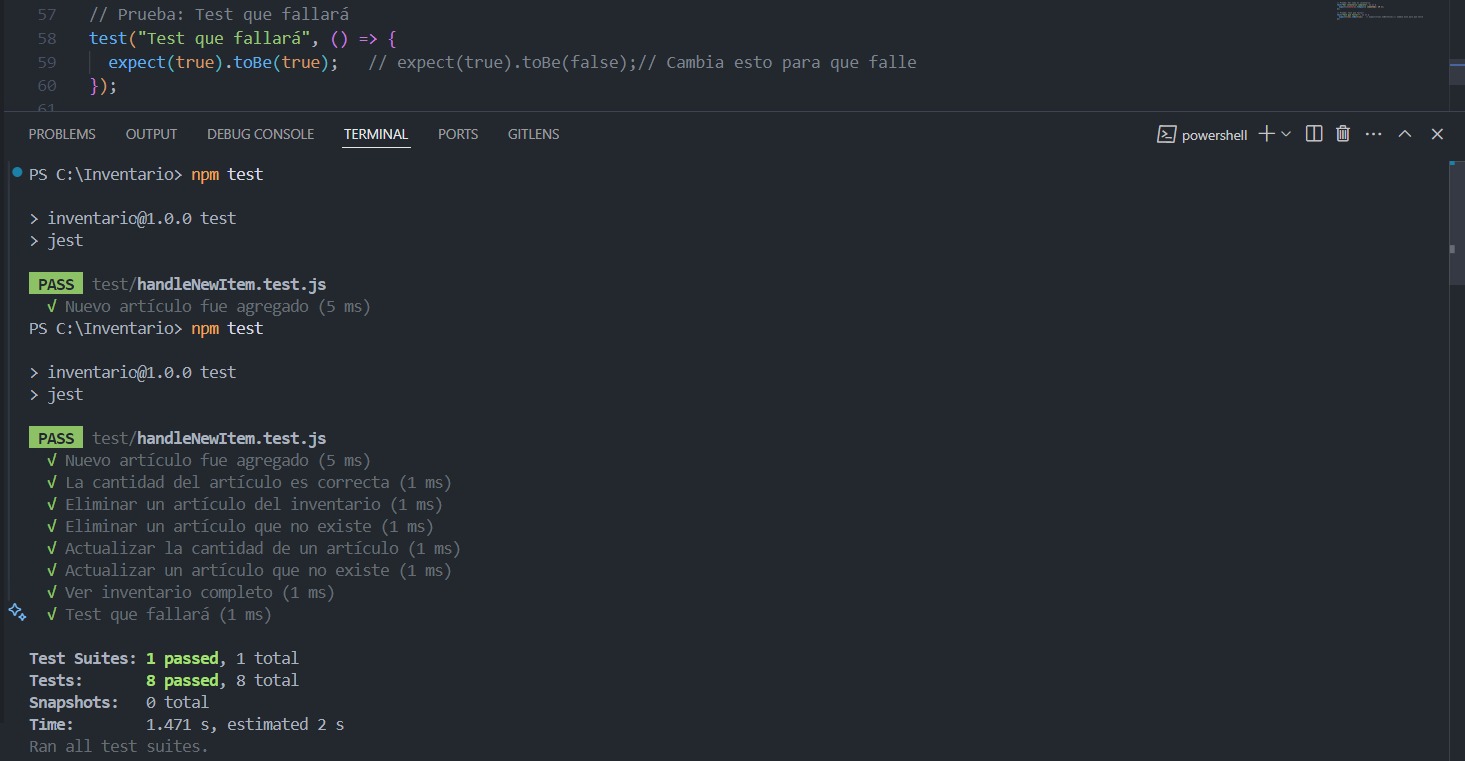 57 // Prueba: Test que fallará
58 test("Test que fallará", () => {
59 expect(true).toBe(true); // expect(true).toBe(false);// Cambia esto para que falle
60 });
61
PROBLEMS OUTPUT DEBUG CONSOLE TERMINAL PORTS GITLENS powershell
PS C:\Inventario> npm test
> inventario@1.0.0 test
> jest
PASS test/handleNewItem.test.js
√ Nuevo artículo fue agregado (5 ms)
PS C:\Inventario> npm test
> inventario@1.0.0 test
> jest
PASS test/handleNewItem.test.js
√ Nuevo artículo fue agregado (5 ms)
√ La cantidad del artículo es correcta (1 ms)
√ Eliminar un artículo del inventario (1 ms)
√ Eliminar un artículo que no existe (1 ms)
√ Actualizar la cantidad de un artículo (1 ms)
√ Actualizar un artículo que no existe (1 ms)
√ Ver inventario completo (1 ms)
√ Test que fallará (1 ms)
Test Suites: 1 passed, 1 total
Tests: 8 passed, 8 total
Snapshots: 0 total
Time: 1.471 s, estimated 2 s
Ran all test suites.